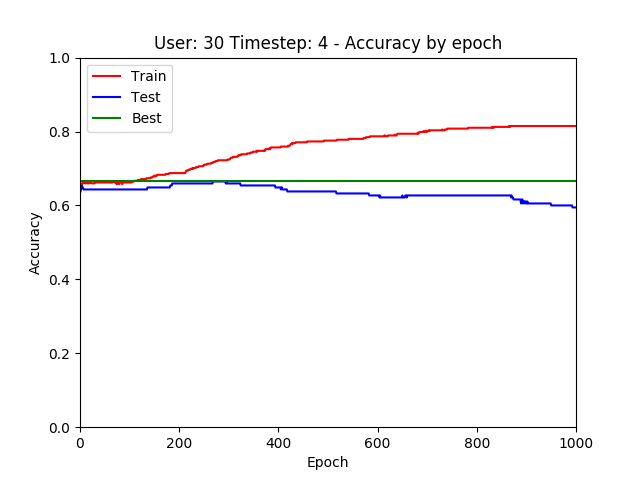 User: 30 Timestep: 4 - Accuracy by epoch
Train
Test
Best
1.0
0.8
0.6
0.4
0.2
0.0
Accuracy
0 200 400 600 800 1000
Epoch